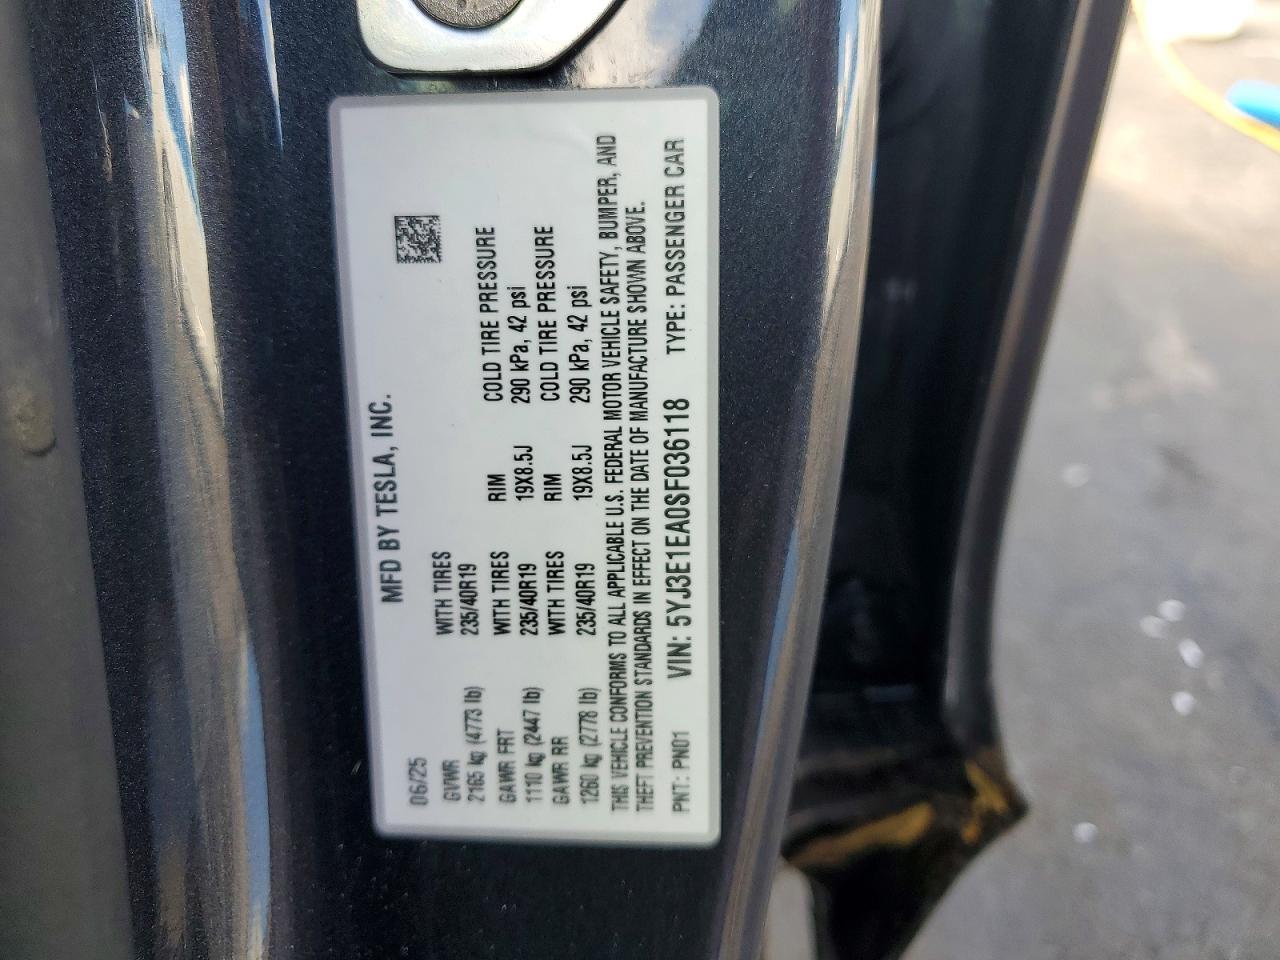 MFD BY TESLA, INC.
06/25
GVWR WITH TIRES RIM COLD TIRE PRESSURE
2165 kg (4773 lb) 235/40R19
GAWR FRT WITH TIRES RIM COLD TIRE PRESSURE
1110 kg (2447 lb) 235/40R19 19X8.5J 290 kPa, 42 psi
GAWR RR WITH TIRES RIM COLD TIRE PRESSURE
1260 kg (2778 lb) 235/40R19 19X8.5J 290 kPa, 42 psi
THIS VEHICLE CONFORMS TO ALL APPLICABLE U.S. FEDERAL MOTOR VEHICLE SAFETY, BUMPER, AND
THEFT PREVENTION STANDARDS IN EFFECT ON THE DATE OF MANUFACTURE SHOWN ABOVE.
PNT: PN01 VIN: 5YJ3E1EA0SF036118 TYPE: PASSENGER CAR